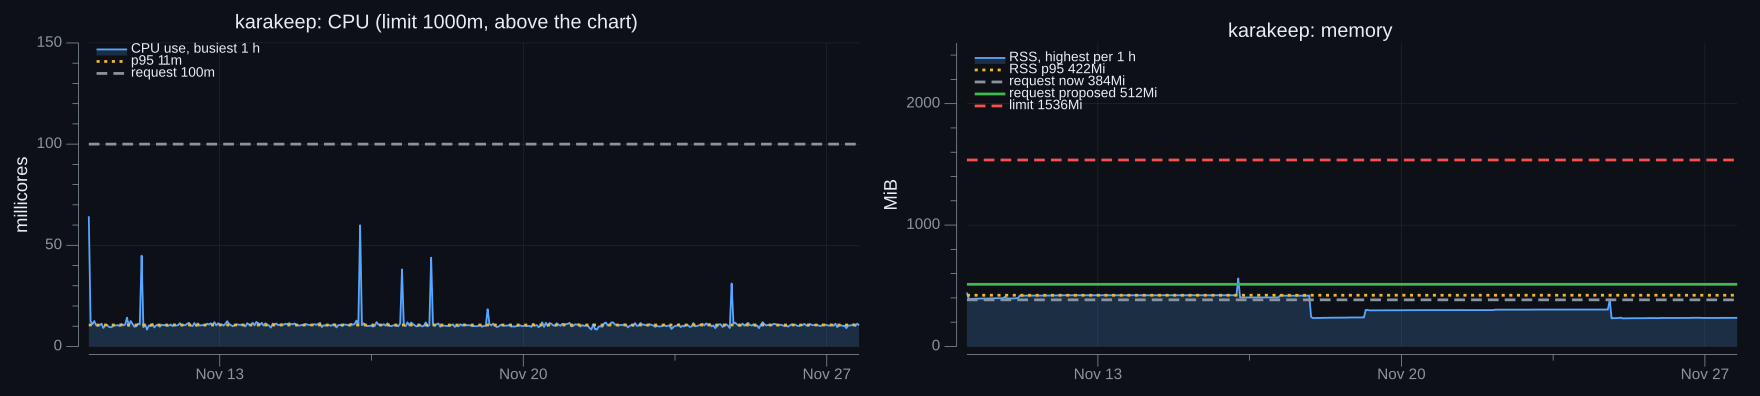 karakeep: CPU (limit 1000m, above the chart)
CPU use, busiest 1 h
p95 11m
request 100m
millicores
150
100
50
0
Nov 13
Nov 20
Nov 27
karakeep: memory
RSS, highest per 1 h
RSS p95 422Mi
request now 384Mi
request proposed 512Mi
limit 1536Mi
MiB
2000
1000
0
Nov 13
Nov 20
Nov 27